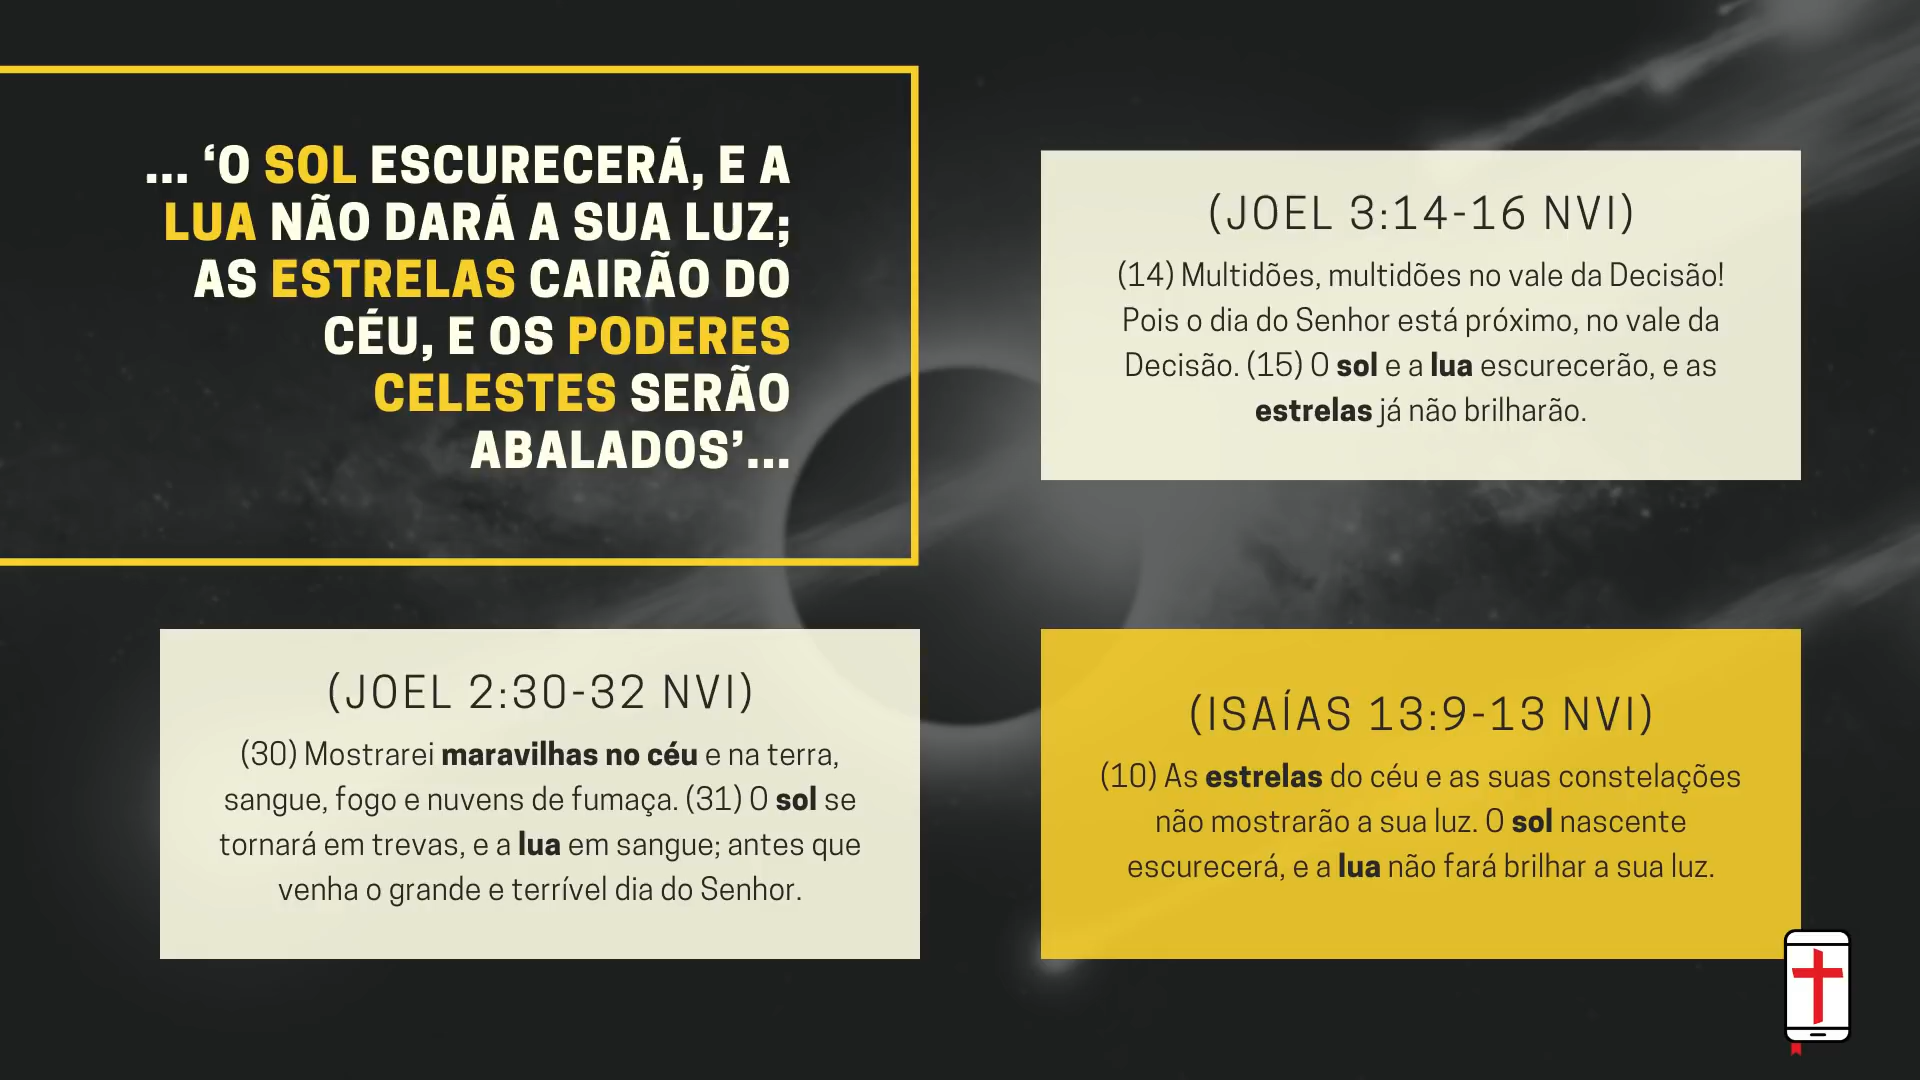 ... ‘O SOL ESCURECERÁ, E A
LUA NÃO DARÁ A SUA LUZ;
AS ESTRELAS CAIRÃO DO
CÉU, E OS PODERES
CELESTES SERÃO
ABALADOS’...
(JOEL 3:14-16 NVI)
(14) Multidões, multidões no vale da Decisão!
Pois o dia do Senhor está próximo, no vale da
Decisão. (15) O sol e a lua escurecerão, e as
estrelas já não brilharão.
(JOEL 2:30-32 NVI)
(30) Mostrarei maravilhas no céu e na terra,
sangue, fogo e nuvens de fumaça. (31) O sol se
tornará em trevas, e a lua em sangue; antes que
venha o grande e terrível dia do Senhor.
(ISAÍAS 13:9-13 NVI)
(10) As estrelas do céu e as suas constelações
não mostrarão a sua luz. O sol nascente
escurecerá, e a lua não fará brilhar a sua luz.